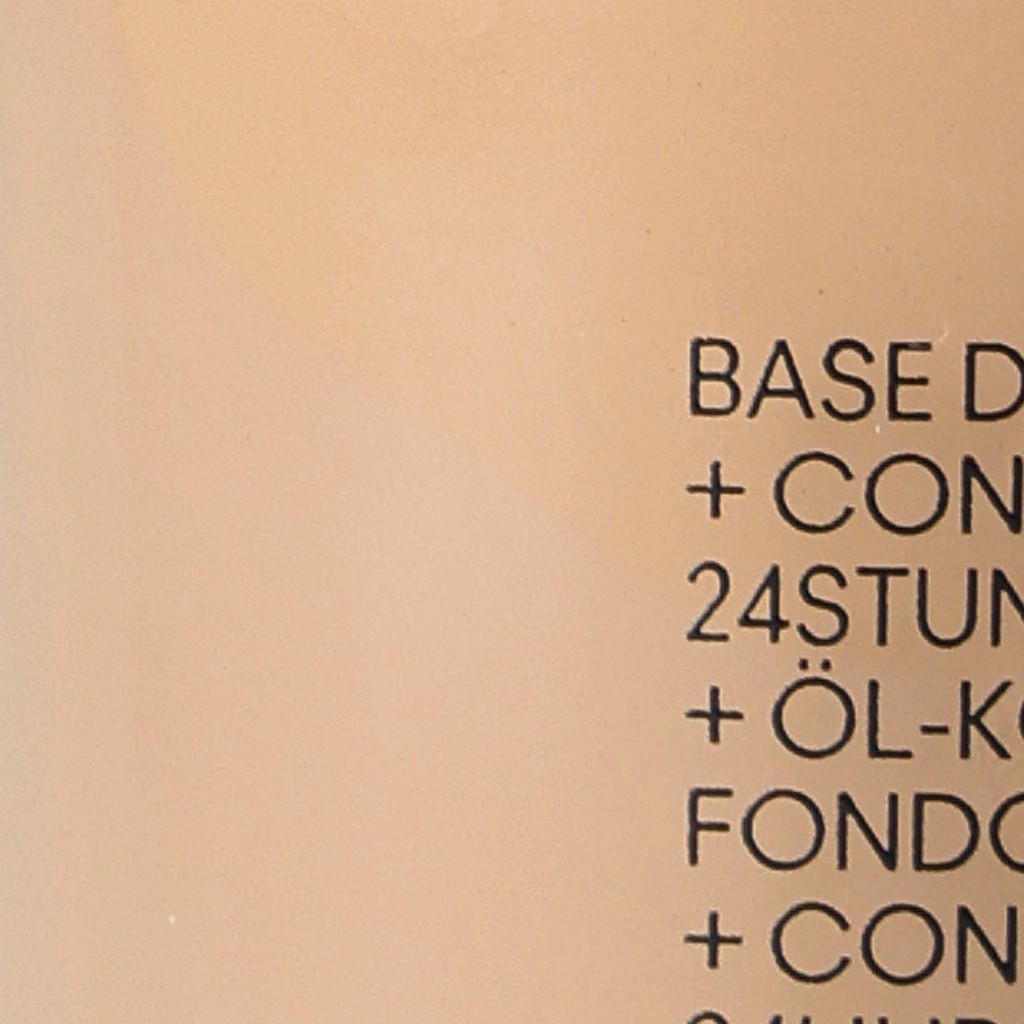 BASE D
+ CON
24STUN
+ ÖL-K
FONDO
+ CON